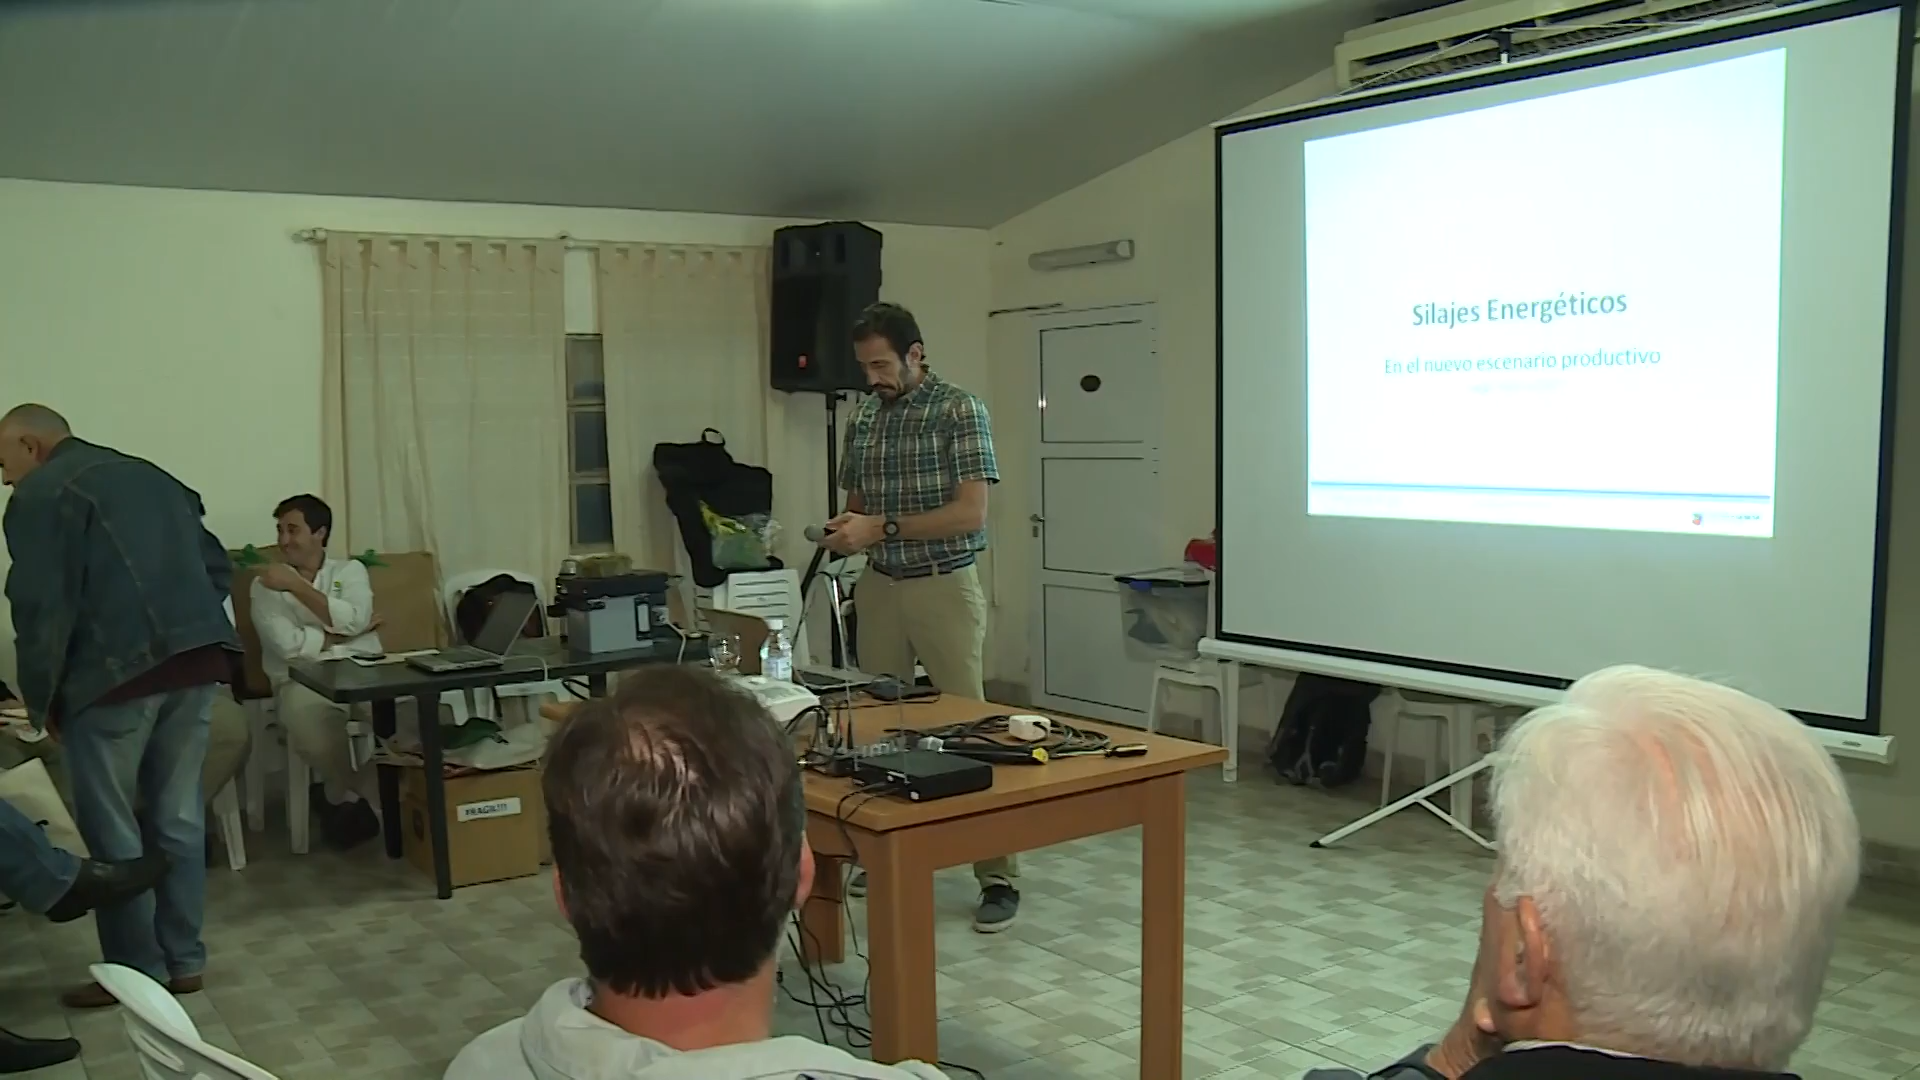 Silajes Energéticos
En el nuevo escenario productivo
FRAGIL!!!